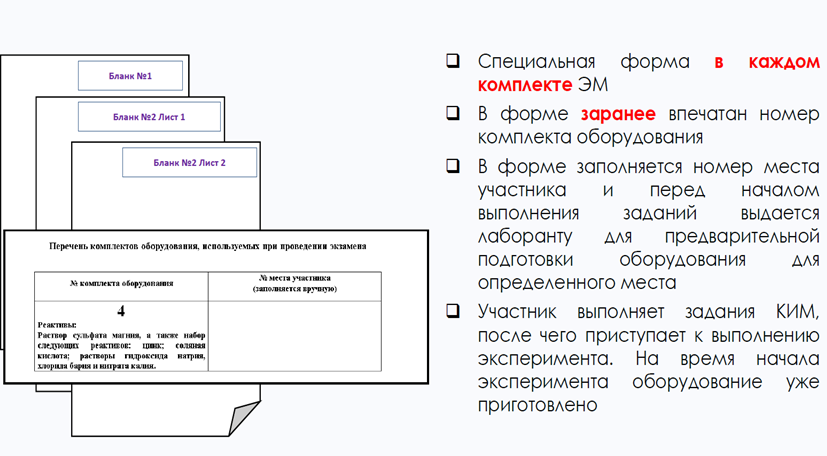 Бланк №1
Бланк №2 Лист 1
Бланк №2 Лист 2
Перечень комплектов оборудования, используемых при проведении экзамена
№ комплекта оборудования
№ места участника
(заполняется вручную)
4
Реактивы:
Раствор сульфата магния, а также набор
следующих реактивов: цинк; соляная
кислота; растворы гидроксида натрия,
хлорида бария и нитрата калия.
Специальная форма в каждом
комплекте ЭМ
В форме заранее впечатан номер
комплекта оборудования
В форме заполняется номер места
участника и перед началом
выполнения заданий выдается
лаборанту для предварительной
подготовки оборудования для
определенного места
Участник выполняет задания КИМ,
после чего приступает к выполнению
эксперимента. На время начала
эксперимента оборудование уже
приготовлено